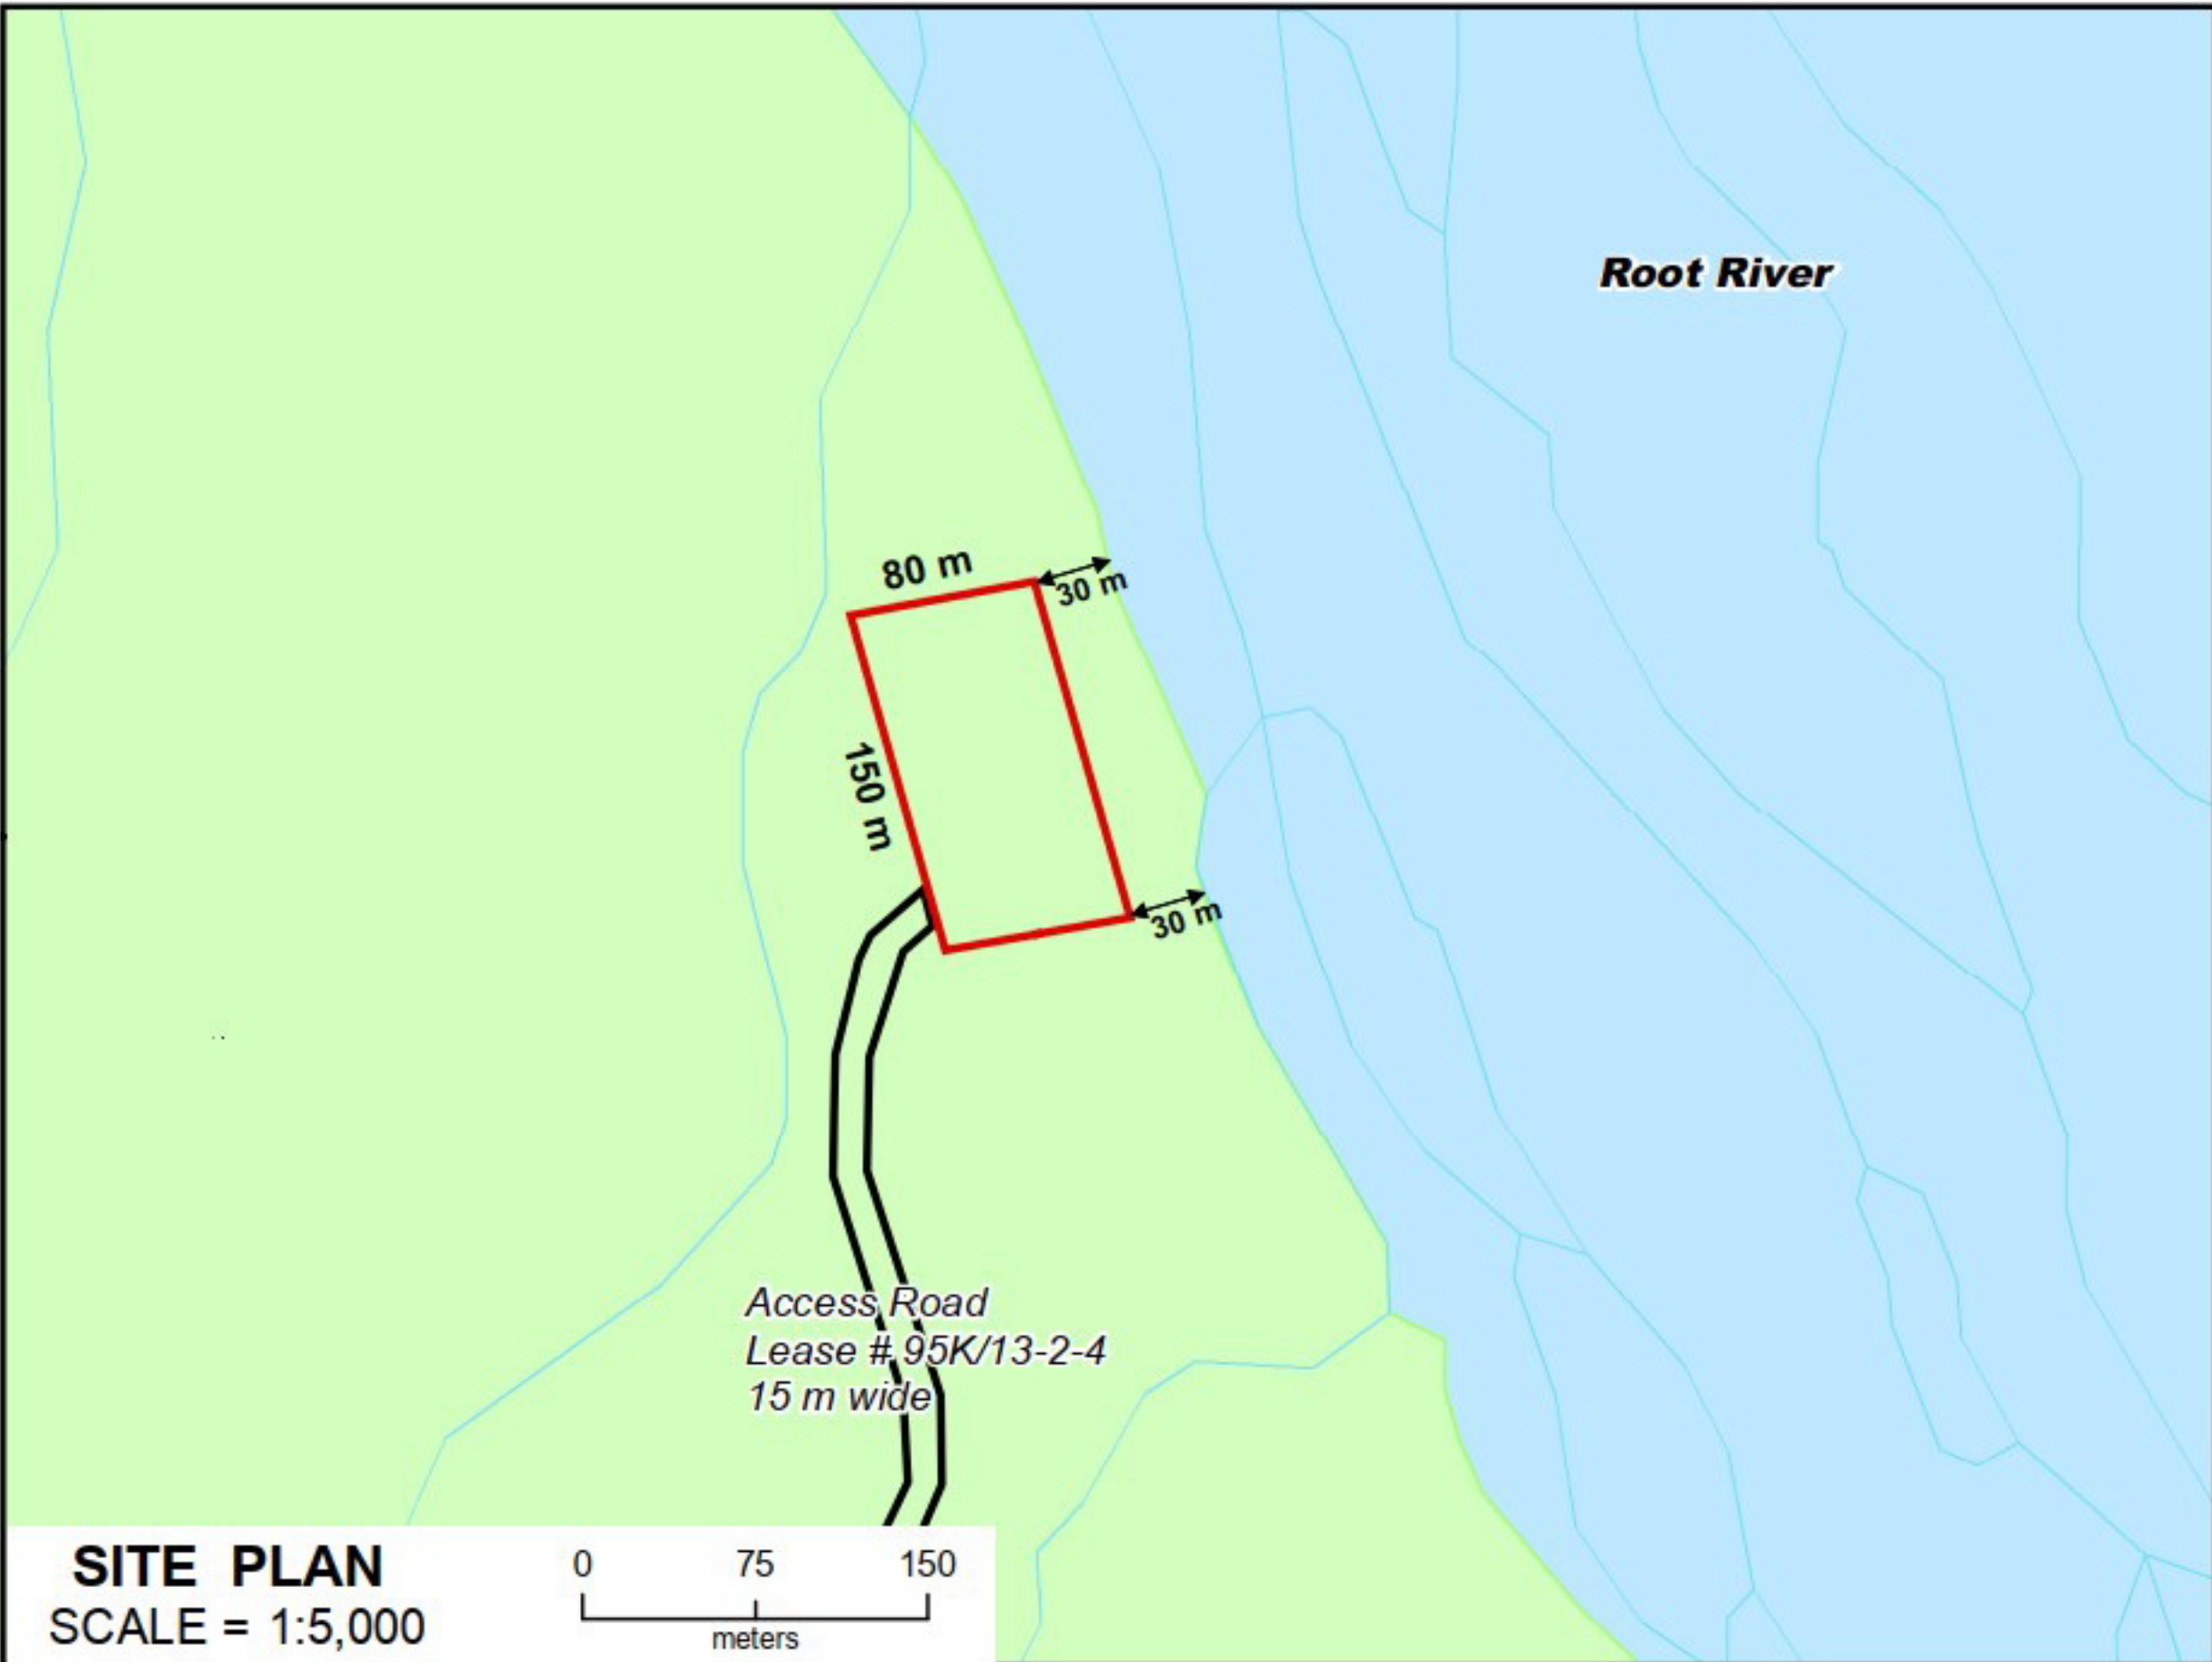 Root River
80 m
30 m
150 m
30 m
Access Road
Lease # 95K/13-2-4
15 m wide
SITE PLAN
SCALE = 1:5,000
0 75 150
meters